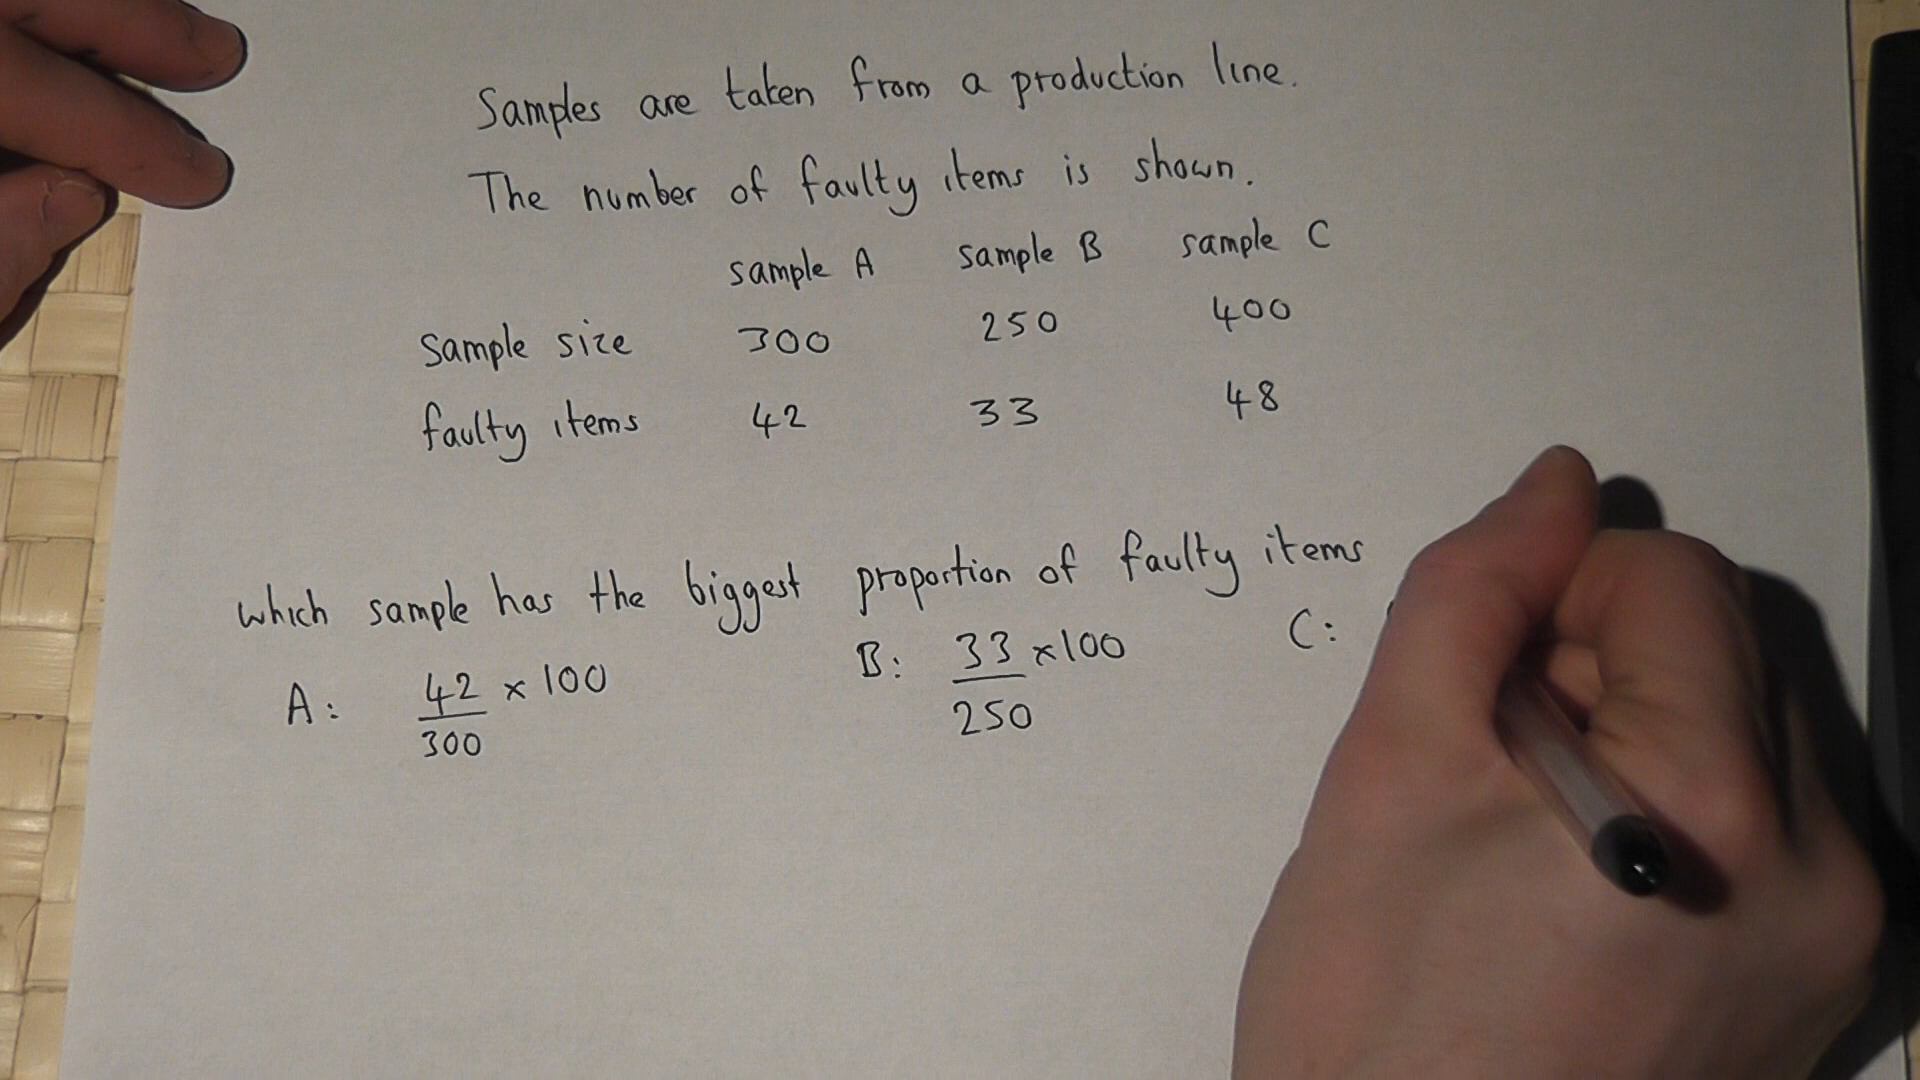 Samples are taken from a production line.
The number of faulty items is shown.
sample A sample B sample C
Sample size 300 250 400
faulty items 42 33 48
which sample has the biggest proportion of faulty items
A: 42/300 × 100 B: 33/250 × 100 C: